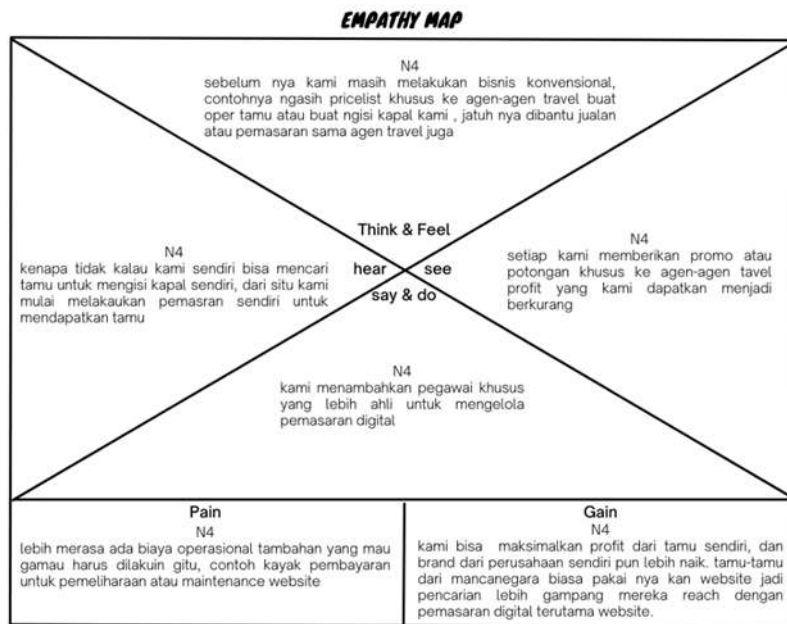 EMPATHY MAP
N4
sebelum nya kami masih melakukan bisnis konvensional,
contohnya ngasih pricelist khusus ke agen-agen travel buat
oper tamu atau buat ngisi kapal kami , jatuh nya dibantu jualan
atau pemasaran sama agen travel juga
Think & Feel
N4
kenapa tidak kalau kami sendiri bisa mencari
tamu untuk mengisi kapal sendiri, dari situ kami
mulai melakaukan pemasran sendiri untuk
mendapatkan tamu
hear
see
N4
setiap kami memberikan promo atau
potongan khusus ke agen-agen tavel
profit yang kami dapatkan menjadi
berkurang
say & do
N4
kami menambahkan pegawai khusus
yang lebih ahli untuk mengelola
pemasaran digital
Pain
N4
lebih merasa ada biaya operasional tambahan yang mau
gamau harus dilakuin gitu, contoh kayak pembayaran
untuk pemeliharaan atau maintenance website
Gain
N4
kami bisa maksimalkan profit dari tamu sendiri, dan
brand dari perusahaan sendiri pun lebih naik. tamu-tamu
dari mancanegara biasa pakai nya kan website jadi
pencarian lebih gampang mereka reach dengan
pemasaran digital terutama website.